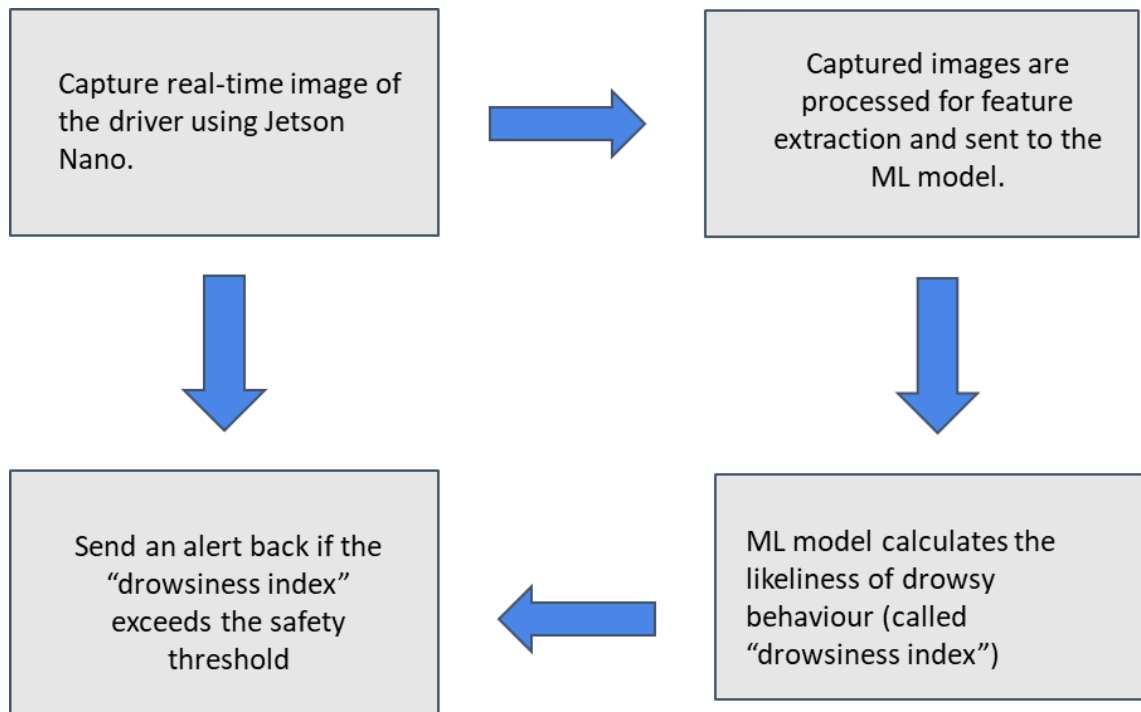 Capture real-time image of
the driver using Jetson
Nano.
Captured images are
processed for feature
extraction and sent to the
ML model.
Send an alert back if the
“drowsiness index”
exceeds the safety
threshold
ML model calculates the
likeliness of drowsy
behaviour (called
“drowsiness index”)